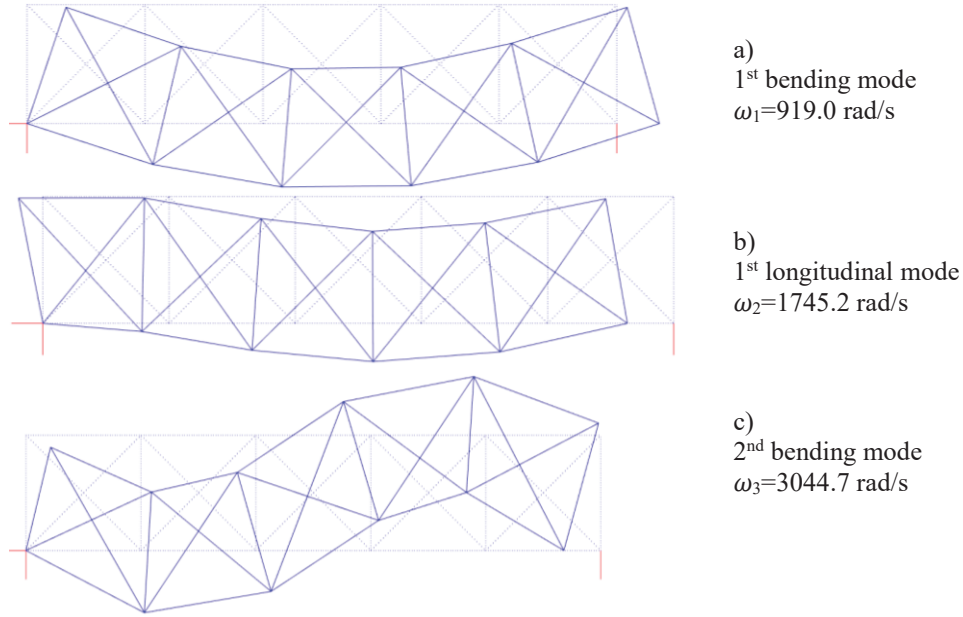 a)
1st bending mode
ω1=919.0 rad/s
b)
1st longitudinal mode
ω2=1745.2 rad/s
c)
2nd bending mode
ω3=3044.7 rad/s